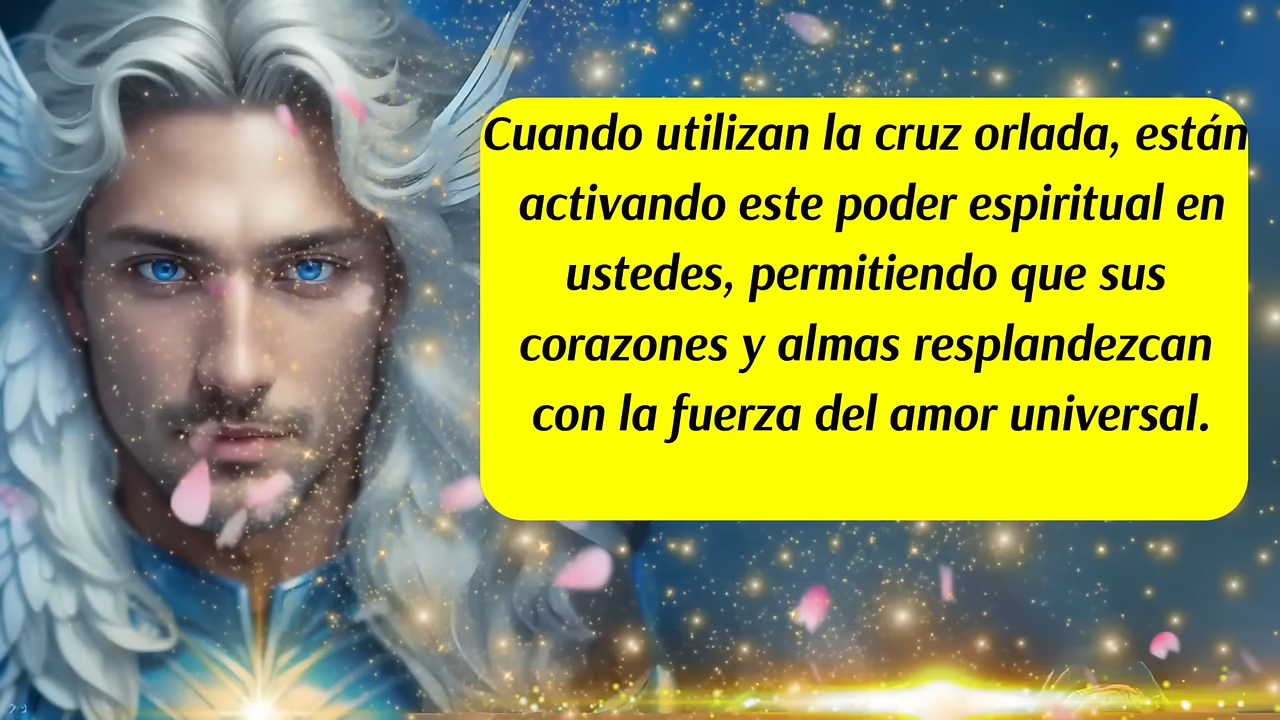 Cuando utilizan la cruz orlada, están
activando este poder espiritual en
ustedes, permitiendo que sus
corazones y almas resplandezcan
con la fuerza del amor universal.